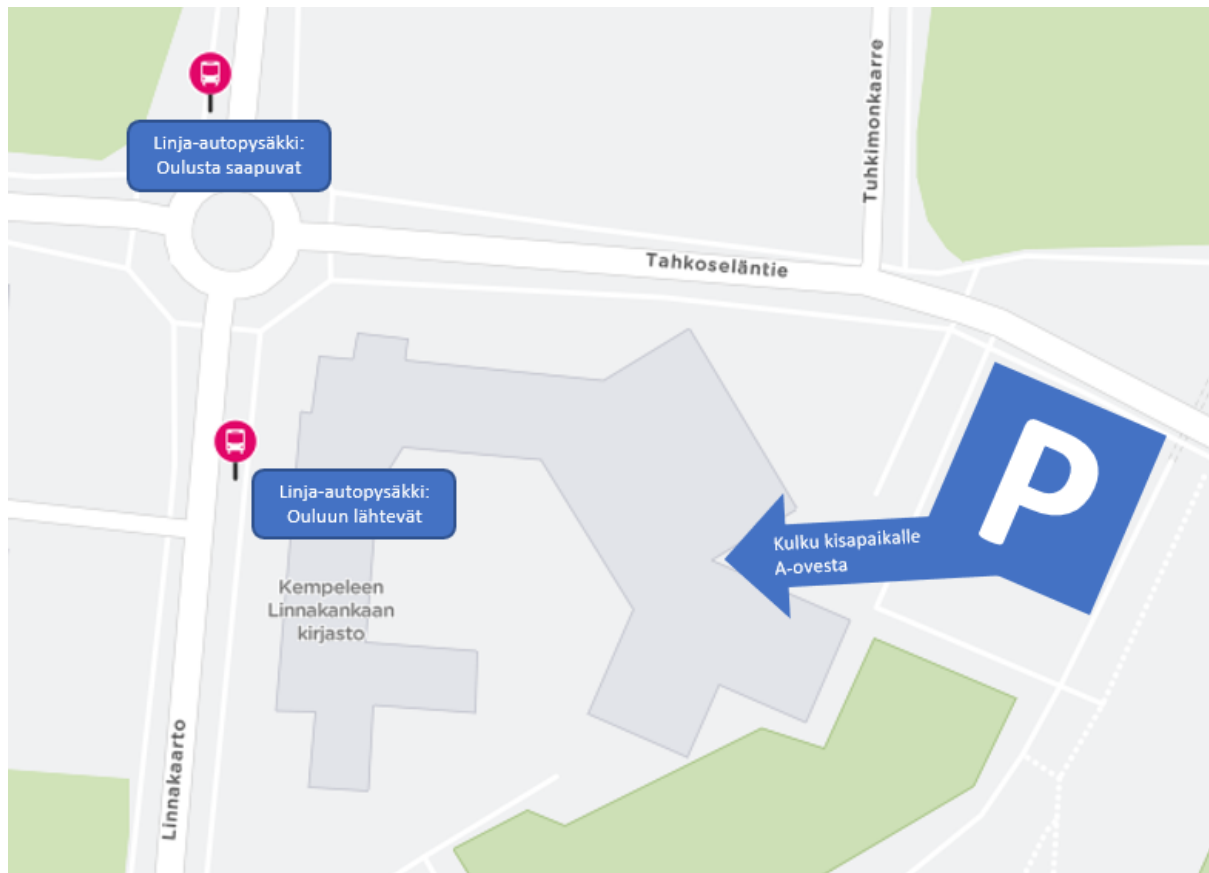 Linja-autopysäkki:
Oulusta saapuvat
Tuhkimonkaarre
Tahkoseläntie
P
Linja-autopysäkki:
Ouluun lähtevät
Kulku kisapaikalle
A-ovesta
Kempeleen
Linnakankaan
kirjasto
Linnakaarto